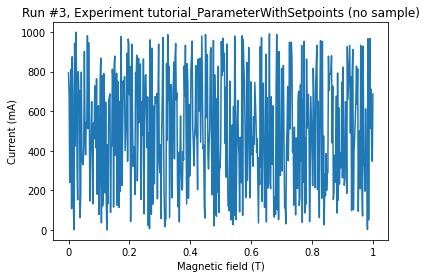 Run #3, Experiment tutorial_ParameterWithSetpoints (no sample)
1000
800
600
400
200
0
Current (mA)
0 0.2 0.4 0.6 0.8 1
Magnetic field (T)